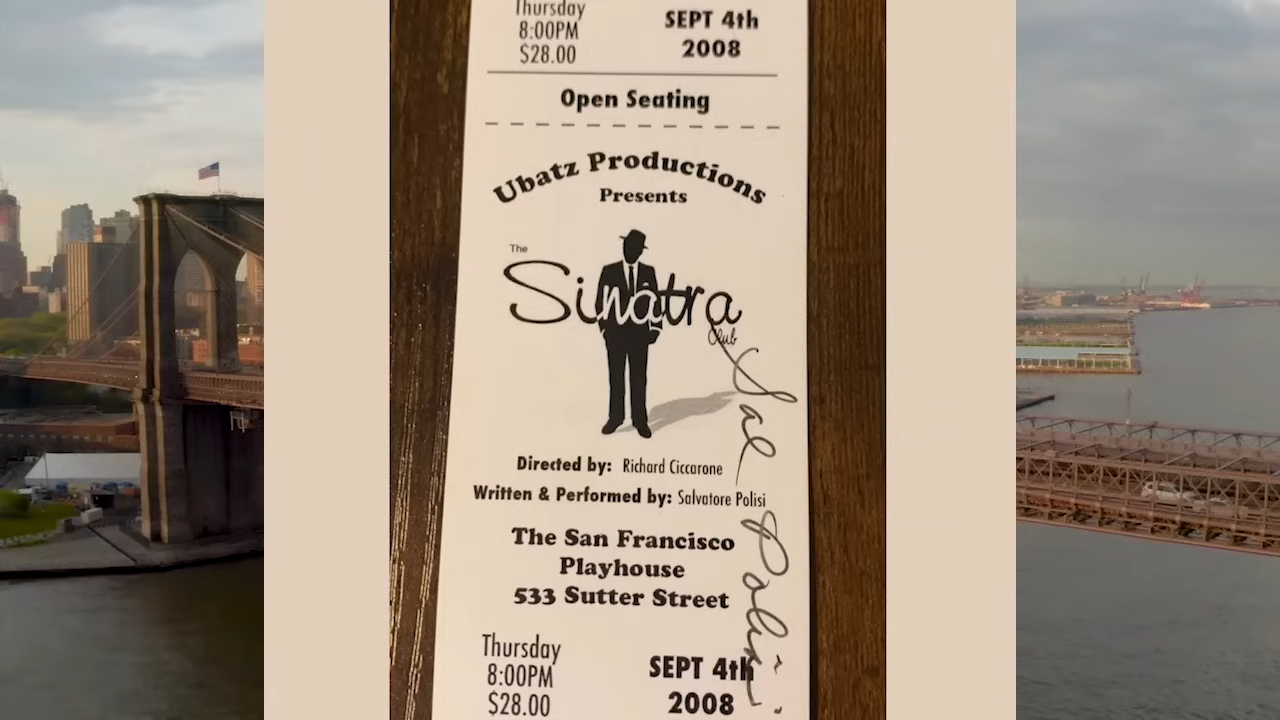 Thursday
8:00PM
$28.00
SEPT 4th
2008
Open Seating
Ubatz Productions
Presents
The
Sinatra
Club
Sal Polisi
Directed by: Richard Ciccarone
Written & Performed by: Salvatore Polisi
The San Francisco
Playhouse
533 Sutter Street
Thursday
8:00PM
$28.00
SEPT 4th
2008